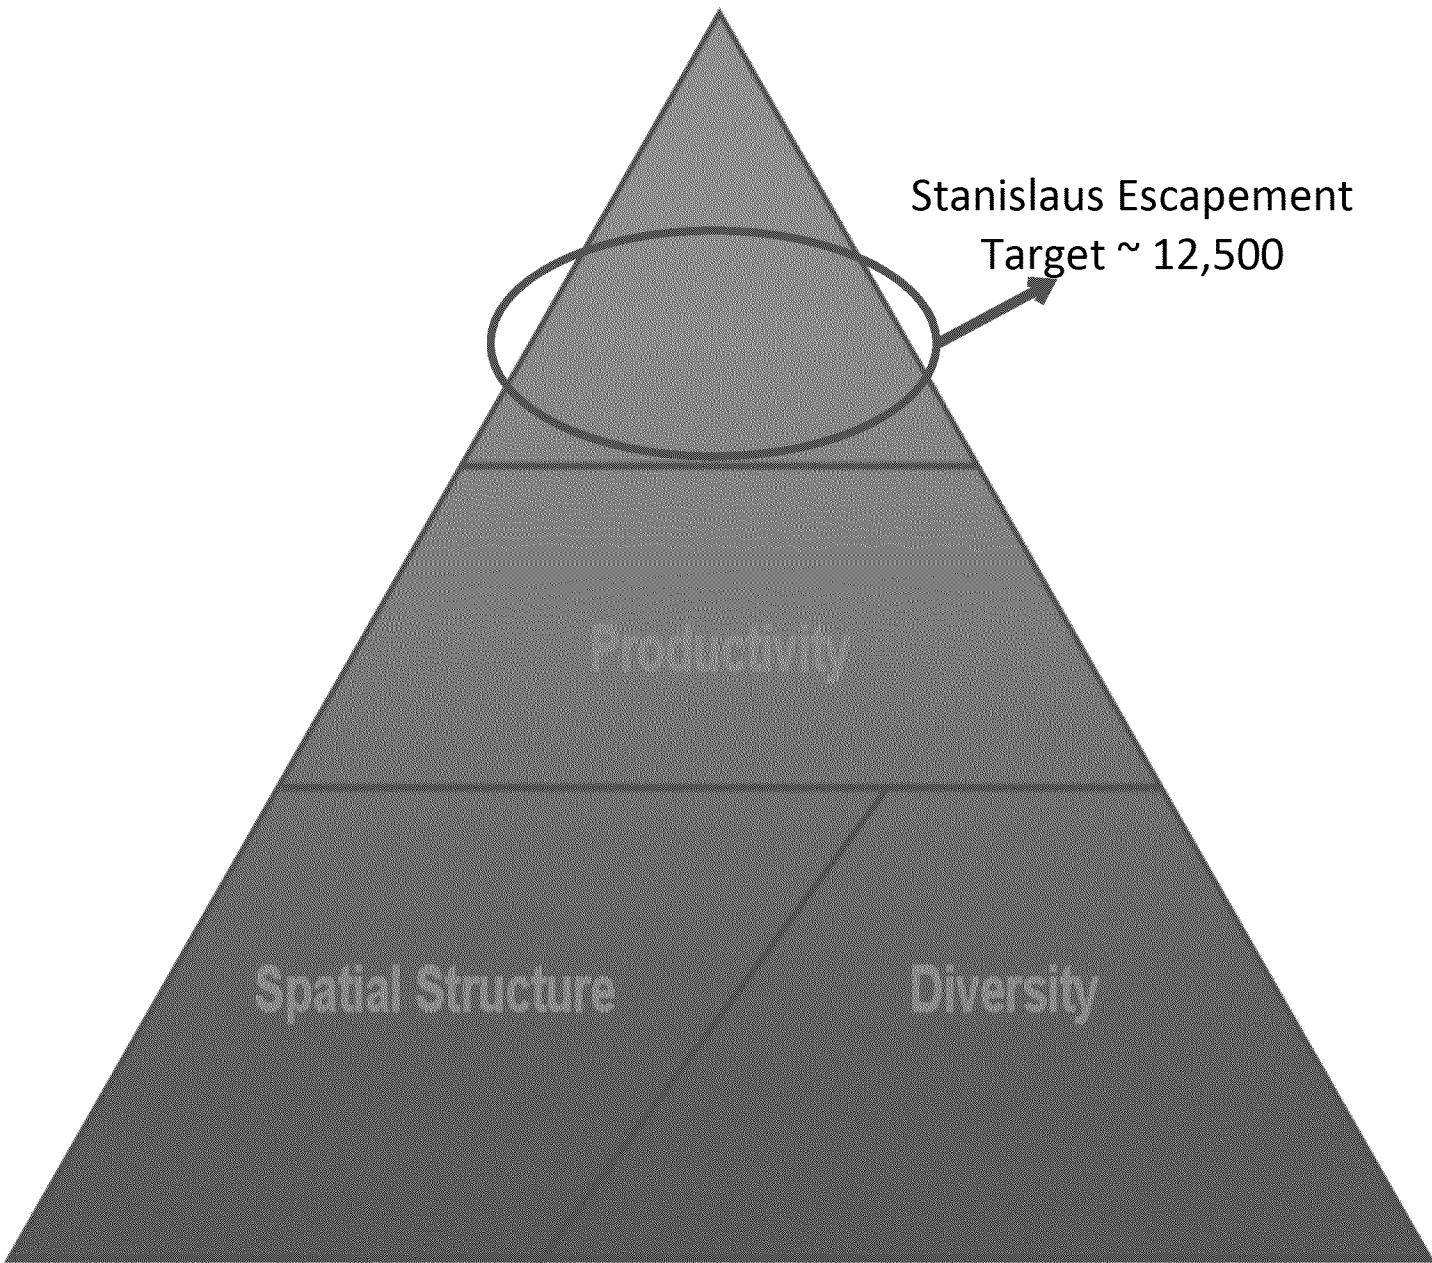 Stanislaus Escapement
Target ~ 12,500
Productivity
Spatial Structure
Diversity